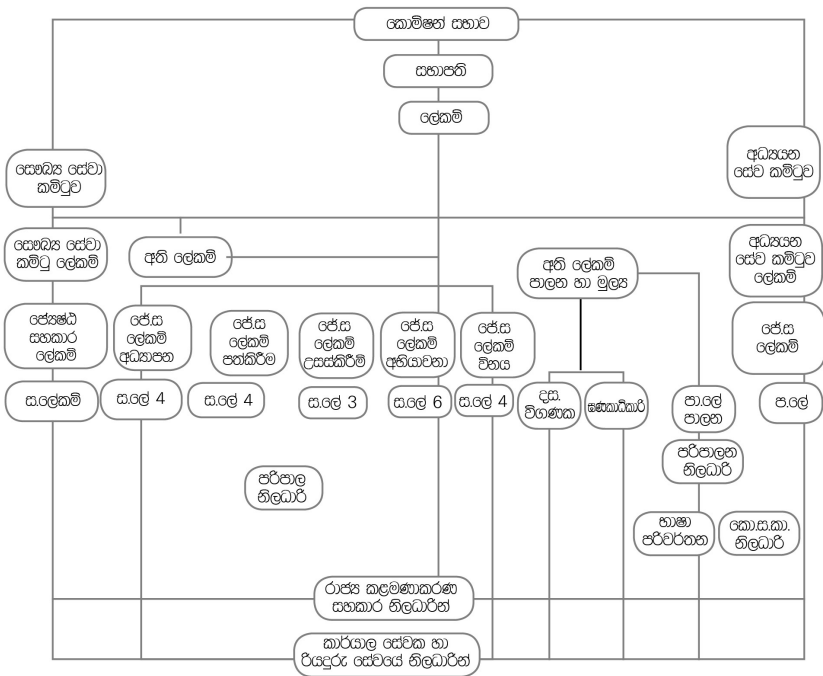 කොමිෂන් සභාව
සභාපති
ලේකම්
සෞඛ්‍ය සේවා
කමිටුව
අධ්‍යයන
සේව කමිටුව
සෞඛ්‍ය සේවා
කමිටු ලේකම්
අති ලේකම්
අති ලේකම්
පාලන හා මුල්‍ය
අධ්‍යයන
සේව කමිටුව
ලේකම්
ජ්‍යෙෂ්ඨ
සහකාර
ලේකම්
ජේ.ස
ලේකම්
අධ්‍යාපන
ජේ.ස
ලේකම්
පත්කිරීම
ජේ.ස
ලේකම්
උසස්කිරීම්
ජේ.ස
ලේකම්
අභියාචනා
ජේ.ස
ලේකම්
විනය
ජේ.ස
ලේකම්
ස.ලේකම්
ස.ලේ 4
ස.ලේ 4
ස.ලේ 3
ස.ලේ 6
ස.ලේ 4
ද.ස.
විගණක
ඝණකාධිකාරි
පා.ලේ
පාලන
ප.ලේ
පරිපාලන
නිලධාරි
පරිපාල
නිලධාරි
භාෂා
පරිවර්තන
කො.ස.කා.
නිලධාරි
රාජ්‍ය කළමණාකරණ
සහකාර නිලධාරින්
කාර්යාල සේවක හා
රියදුරු සේවයේ නිලධාරින්